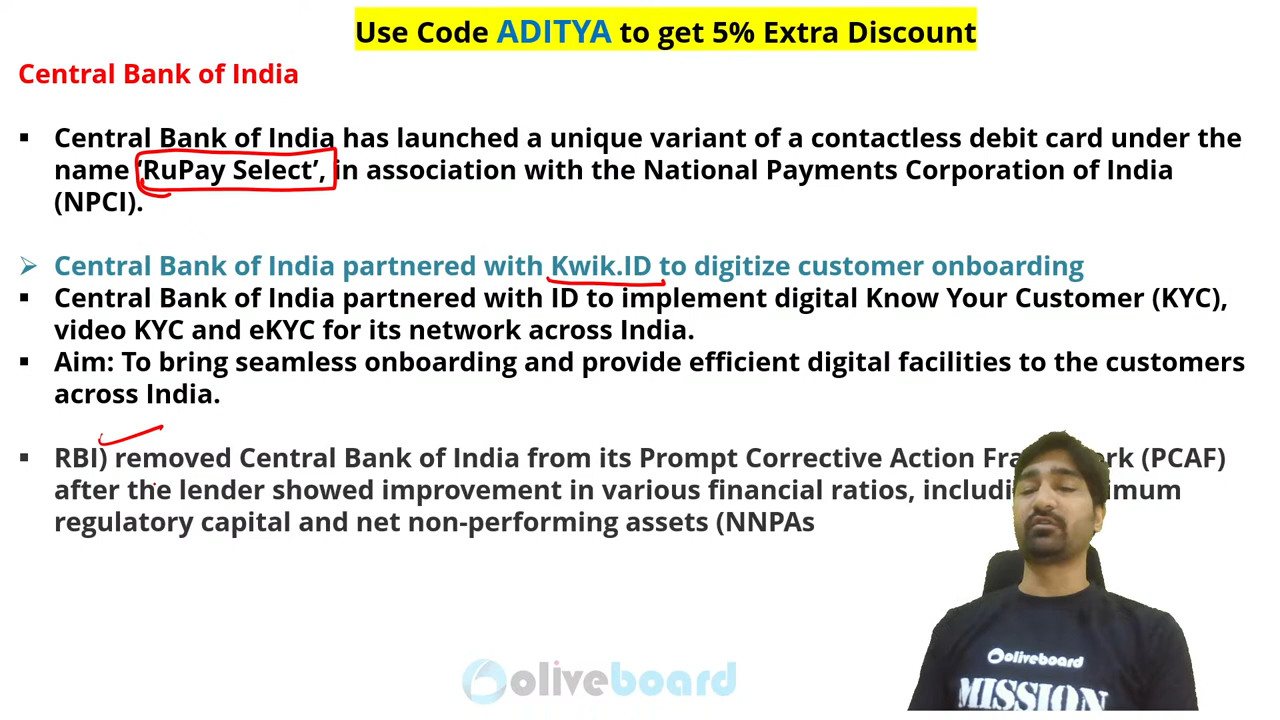 Use Code ADITYA to get 5% Extra Discount
Central Bank of India
▪ Central Bank of India has launched a unique variant of a contactless debit card under the
name ‘RuPay Select’, in association with the National Payments Corporation of India
(NPCI).
➢ Central Bank of India partnered with Kwik.ID to digitize customer onboarding
▪ Central Bank of India partnered with ID to implement digital Know Your Customer (KYC),
video KYC and eKYC for its network across India.
▪ Aim: To bring seamless onboarding and provide efficient digital facilities to the customers
across India.
▪ RBI) removed Central Bank of India from its Prompt Corrective Action (PCAF)
after the lender showed improvement in various financial ratios,
regulatory capital and net non-performing assets (NNPAs
oliveboard
oliveboard
MISSION